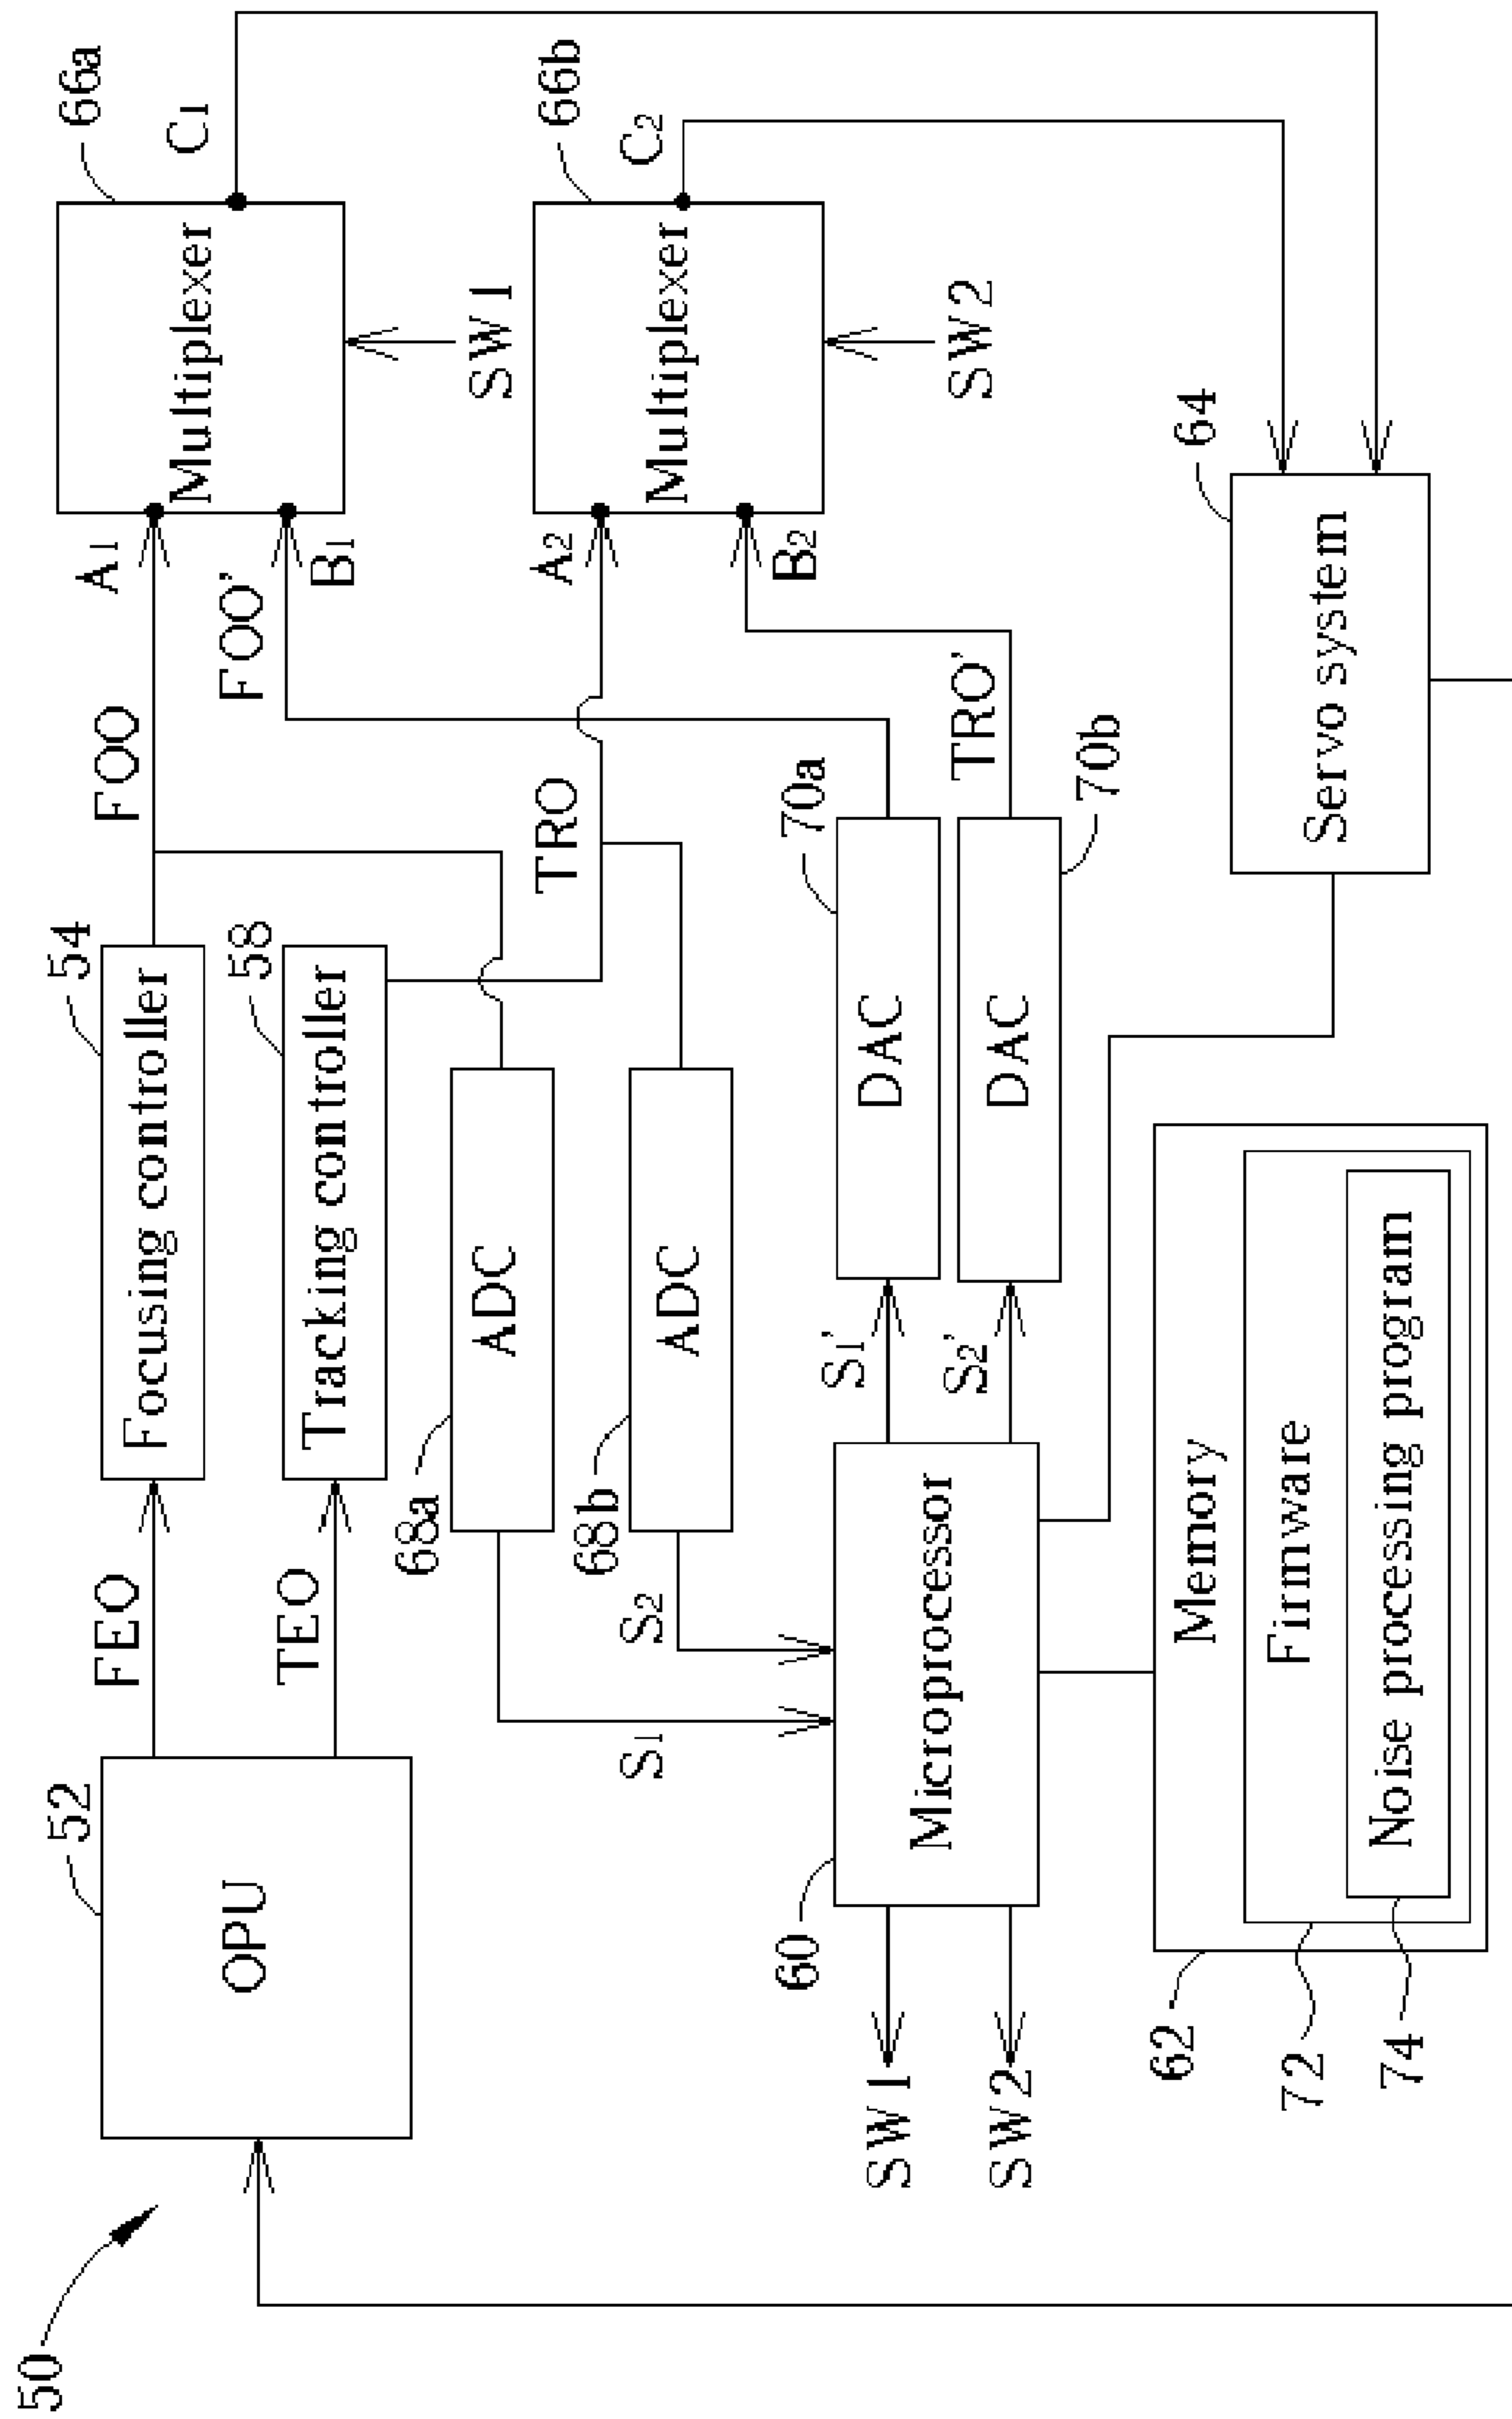 50
52
OPU
FEO
TEO
54
Focusing controller
58
Tracking controller
FOO
A1
FOO'
B1
66a
Multiplexer
C1
SW1
68a
ADC
68b
ADC
TRO
A2
B2
66b
Multiplexer
C2
SW2
S1
S2
60
Microprocessor
SW1
SW2
S1'
S2'
70a
DAC
70b
DAC
TRO'
64
Servo system
62
Memory
72
Firmware
74
Noise processing program